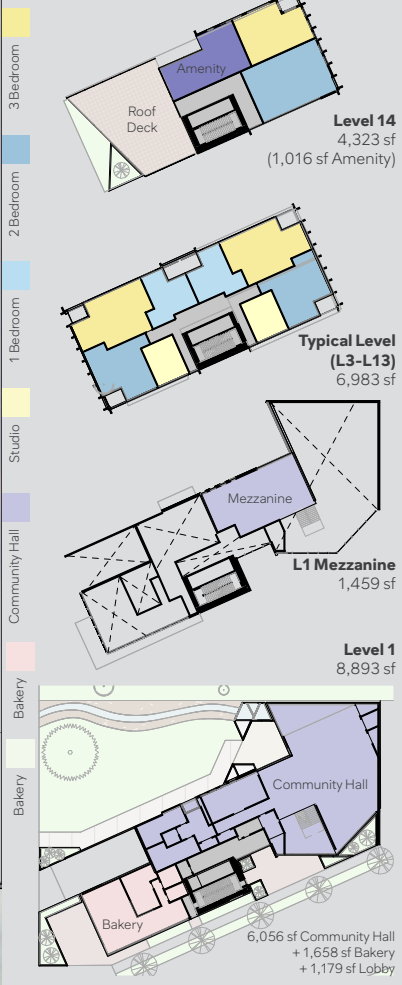 3 Bedroom
2 Bedroom
1 Bedroom
Studio
Community Hall
Bakery
Bakery
Amenity
Roof
Deck
Level 14
4,323 sf
(1,016 sf Amenity)
Typical Level
(L3-L13)
6,983 sf
Mezzanine
L1 Mezzanine
1,459 sf
Level 1
8,893 sf
Community Hall
Bakery
6,056 sf Community Hall
+ 1,658 sf Bakery
+ 1,179 sf Lobby